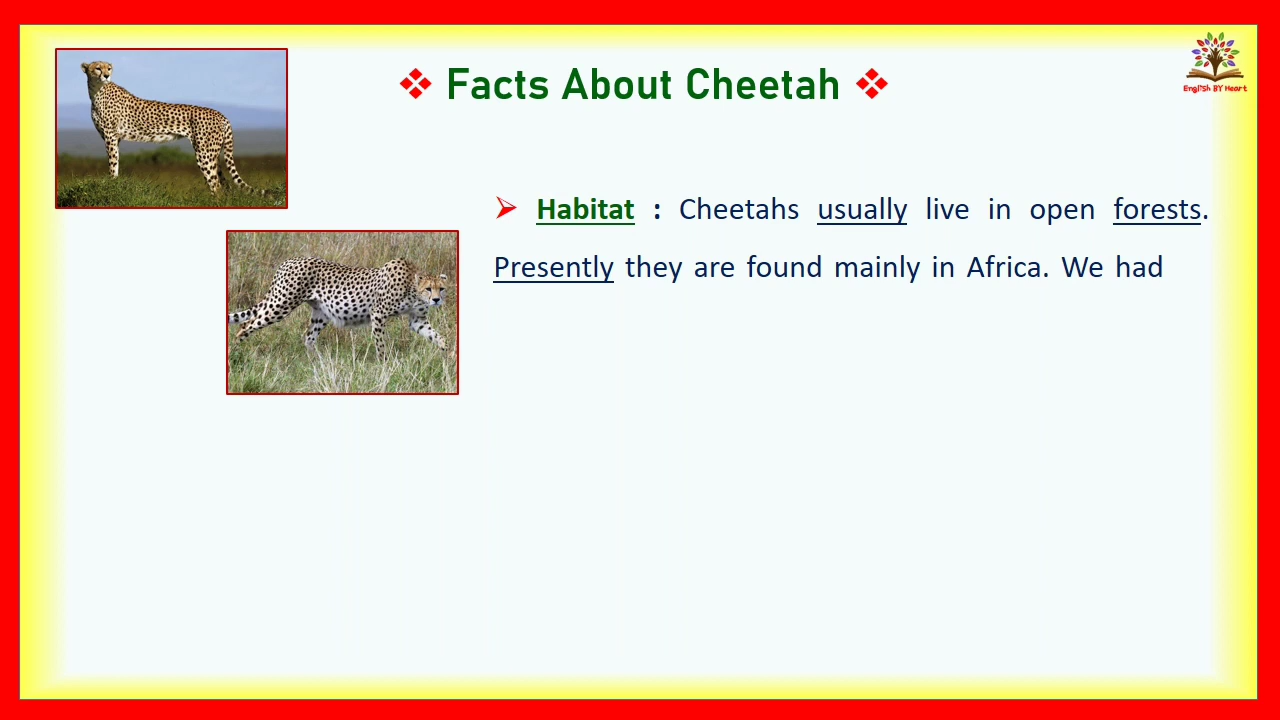 ❖ Facts About Cheetah ❖
English BY Heart
➢ Habitat : Cheetahs usually live in open forests.
Presently they are found mainly in Africa. We had